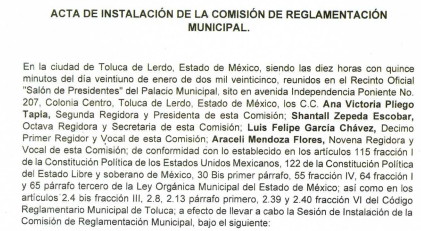 ACTA DE INSTALACIÓN DE LA COMISIÓN DE REGLAMENTACIÓN
MUNICIPAL.
En la ciudad de Toluca de Lerdo, Estado de México, siendo las diez horas con quince
minutos del día veintiuno de enero de dos mil veinticinco, reunidos en el Recinto Oficial
"Salón de Presidentes" del Palacio Municipal, sito en avenida Independencia Poniente No.
207, Colonia Centro, Toluca de Lerdo, Estado de México, los C.C. Ana Victoria Pliego
Tapia, Segunda Regidora y Presidenta de esta Comisión; Shantall Zepeda Escobar,
Octava Regidora y Secretaria de esta Comisión; Luis Felipe García Chávez, Decimo
Primer Regidor y Vocal de esta Comisión; Araceli Mendoza Flores, Novena Regidora y
Vocal de esta Comisión; de conformidad con lo establecido en los artículos 115 fracción I
de la Constitución Política de los Estados Unidos Mexicanos, 122 de la Constitución Política
del Estado Libre y soberano de México, 30 Bis primer párrafo, 55 fracción IV, 64 fracción I
y 65 párrafo tercero de la Ley Orgánica Municipal del Estado de México; así como en los
artículos 2.4 bis fracción III, 2.8, 2.13 párrafo primero, 2.39 y 2.40 fracción VI del Código
Reglamentario Municipal de Toluca; a efecto de llevar a cabo la Sesión de Instalación de la
Comisión de Reglamentación Municipal, bajo el siguiente: